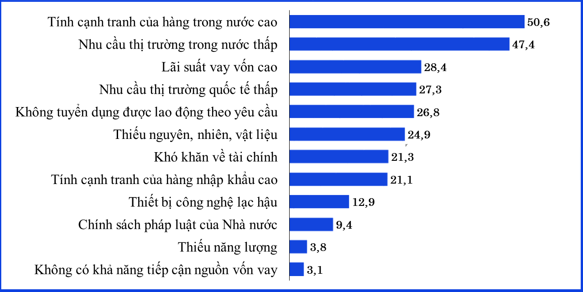 Tính cạnh tranh của hàng trong nước cao 50,6
Nhu cầu thị trường trong nước thấp 47,4
Lãi suất vay vốn cao 28,4
Nhu cầu thị trường quốc tế thấp 27,3
Không tuyển dụng được lao động theo yêu cầu 26,8
Thiếu nguyên, nhiên, vật liệu 24,9
Khó khăn về tài chính 21,3
Tính cạnh tranh của hàng nhập khẩu cao 21,1
Thiết bị công nghệ lạc hậu 12,9
Chính sách pháp luật của Nhà nước 9,4
Thiếu năng lượng 3,8
Không có khả năng tiếp cận nguồn vốn vay 3,1